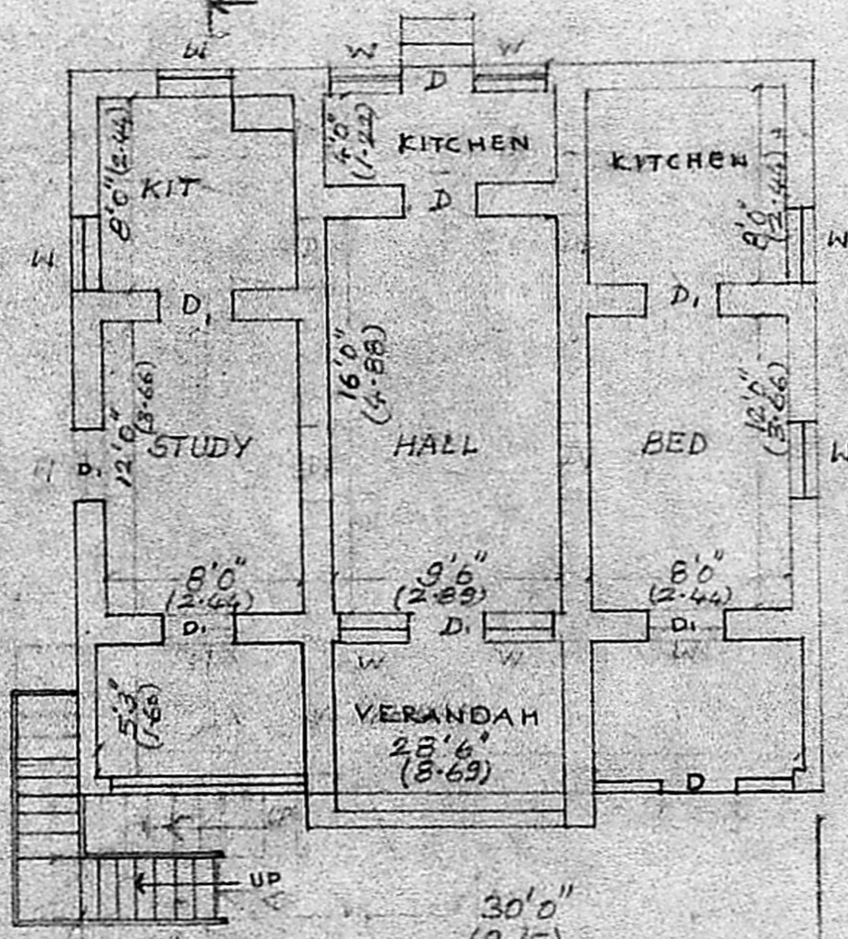 W
W
W
D
8'0" (2.44)
KIT
4'0"
(1.22)
KITCHEN
KITCHEN
8'0"
(2.44)
D
W
W
D1
D1
16'0"
(4.88)
12'0"
(3.66)
12'0"
(3.66)
STUDY
HALL
BED
D1
W
8'0"
(2.44)
9'6"
(2.89)
8'0"
(2.44)
D1
D1
D1
W
W
W
5'3"
(1.60)
VERANDAH
28'6"
(8.69)
D
UP
30'0"